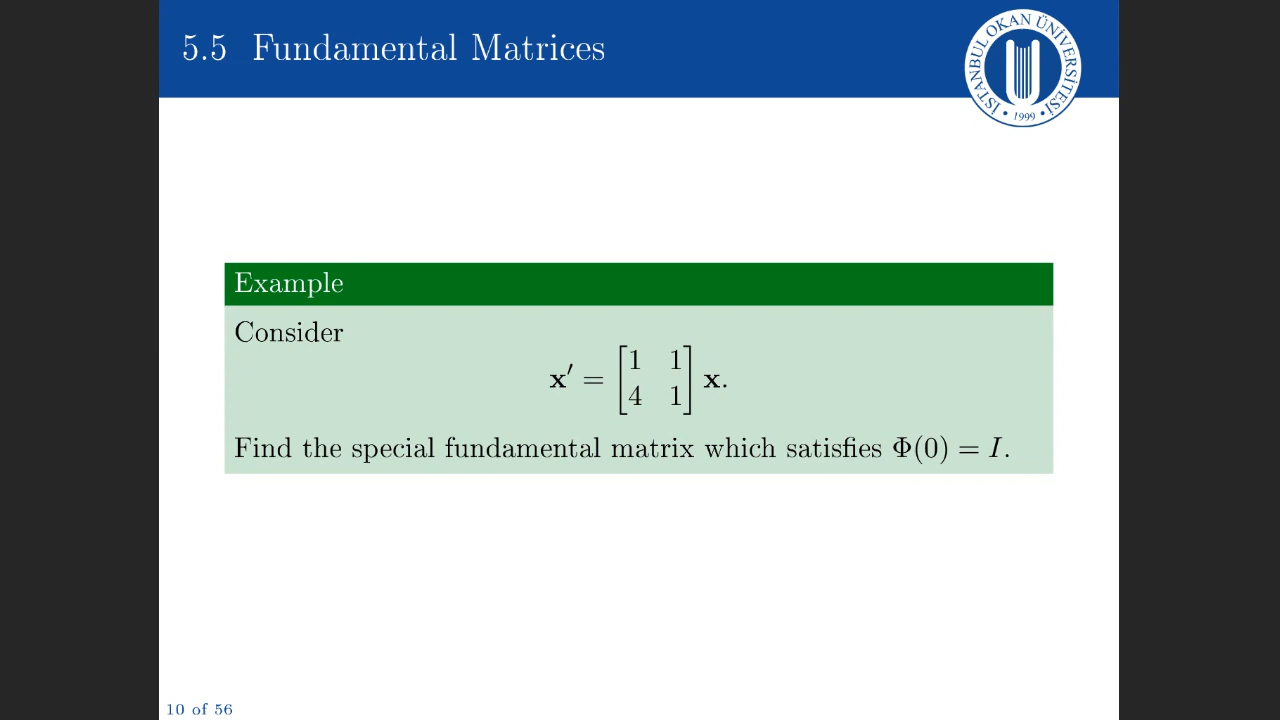 5.5 Fundamental Matrices
İSTANBUL OKAN ÜNİVERSİTESİ
• 1999 •
Example
Consider
x′ = [1 1; 4 1] x.
Find the special fundamental matrix which satisfies Φ(0) = I.
10 of 56